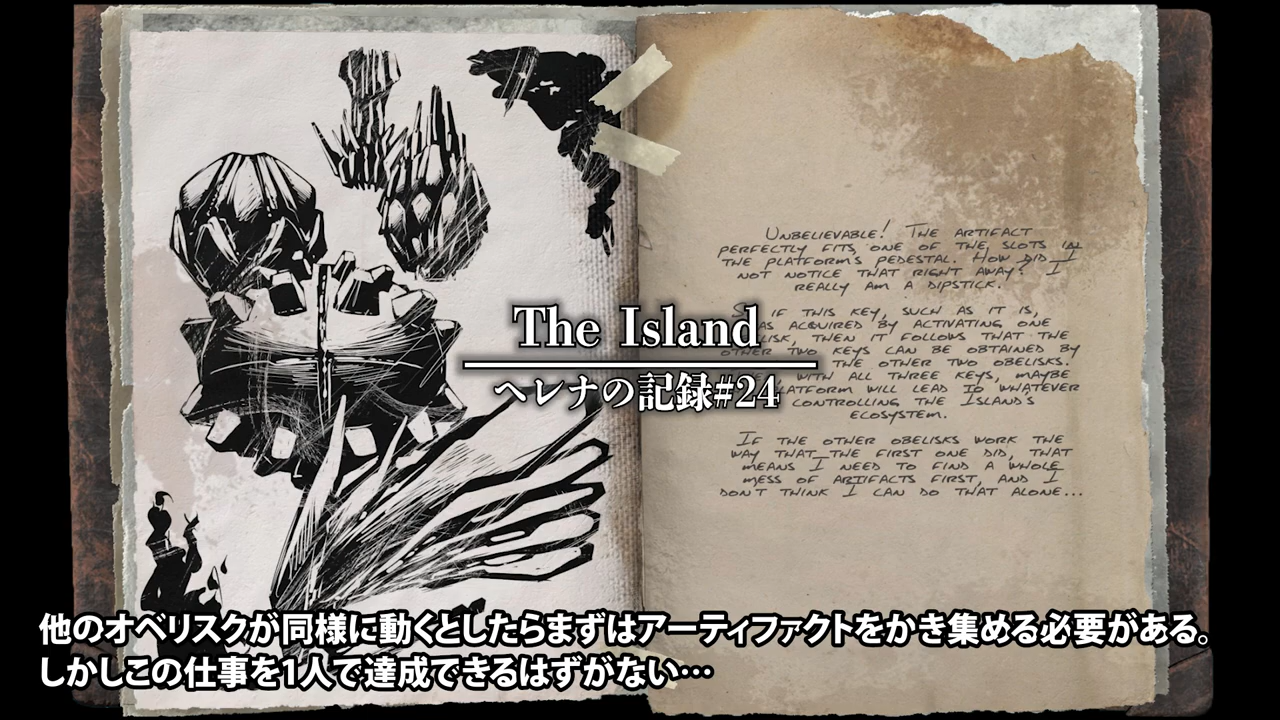 UNBELIEVABLE! THE ARTIFACT
PERFECTLY FITS ONE OF THE SLOTS IN
THE PLATFORM'S PEDESTAL. HOW DID I
NOT NOTICE THAT RIGHT AWAY? I
REALLY AM A DIPSTICK.
IF THIS KEY, SUCH AS IT IS,
ACQUIRED BY ACTIVATING ONE
THEN IT FOLLOWS THAT THE
OTHER TWO KEYS CAN BE OBTAINED BY
THE OTHER TWO OBELISKS.
WITH ALL THREE KEYS, MAYBE
WILL LEAD TO WHATEVER
CONTROLLING THE ISLAND'S
ECOSYSTEM.
IF THE OTHER OBELISKS WORK THE
WAY THAT THE FIRST ONE DID, THAT
MEANS I NEED TO FIND A WHOLE
MESS OF ARTIFACTS FIRST, AND I
DON'T THINK I CAN DO THAT ALONE...
The Island
ヘレナの記録#24
他のオベリスクが同様に動くとしたらまずはアーティファクトをかき集める必要がある。
しかしこの仕事を1人で達成できるはずがない…